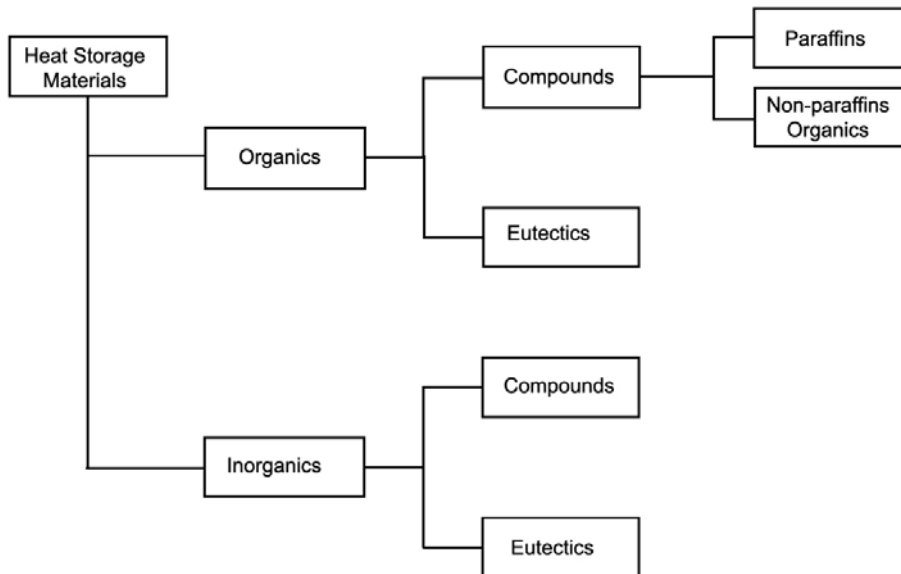 Heat Storage
Materials
Organics
Compounds
Paraffins
Non-paraffins
Organics
Eutectics
Inorganics
Compounds
Eutectics